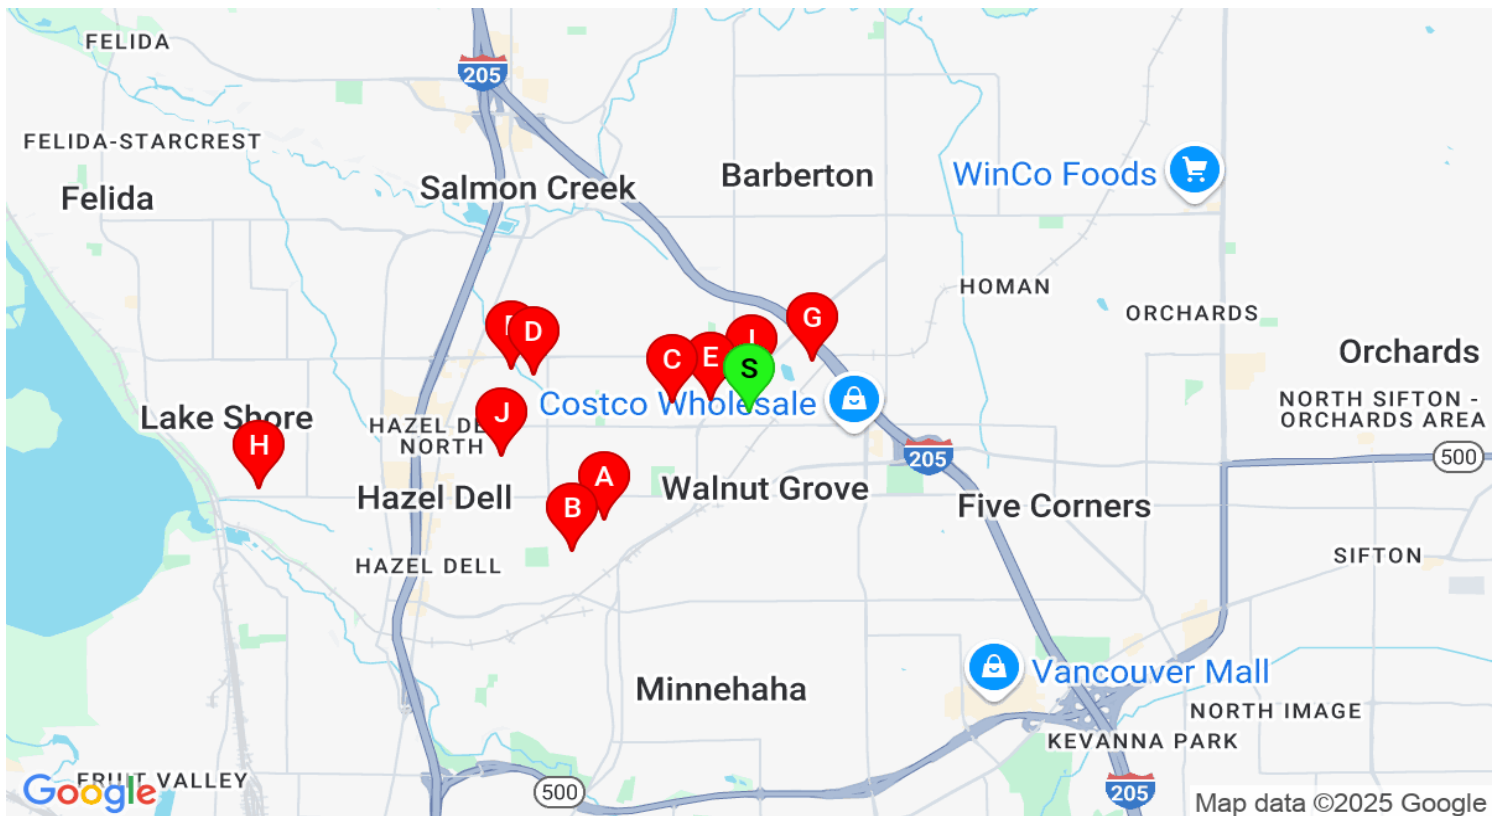 FELIDA
205
FELIDA-STARCREST
Barberton
WinCo Foods
Salmon Creek
Felida
HOMAN
ORCHARDS
G
D
Orchards
C
E
S
NORTH SIFTON -
ORCHARDS AREA
Costco Wholesale
J
Lake Shore
HAZEL
NORTH
H
205
500
A
Walnut Grove
Hazel Dell
B
Five Corners
SIFTON
HAZEL DELL
Vancouver Mall
Minnehaha
NORTH IMAGE
KEVANNA PARK
FRUIT VALLEY
Google
500
205
Map data ©2025 Google